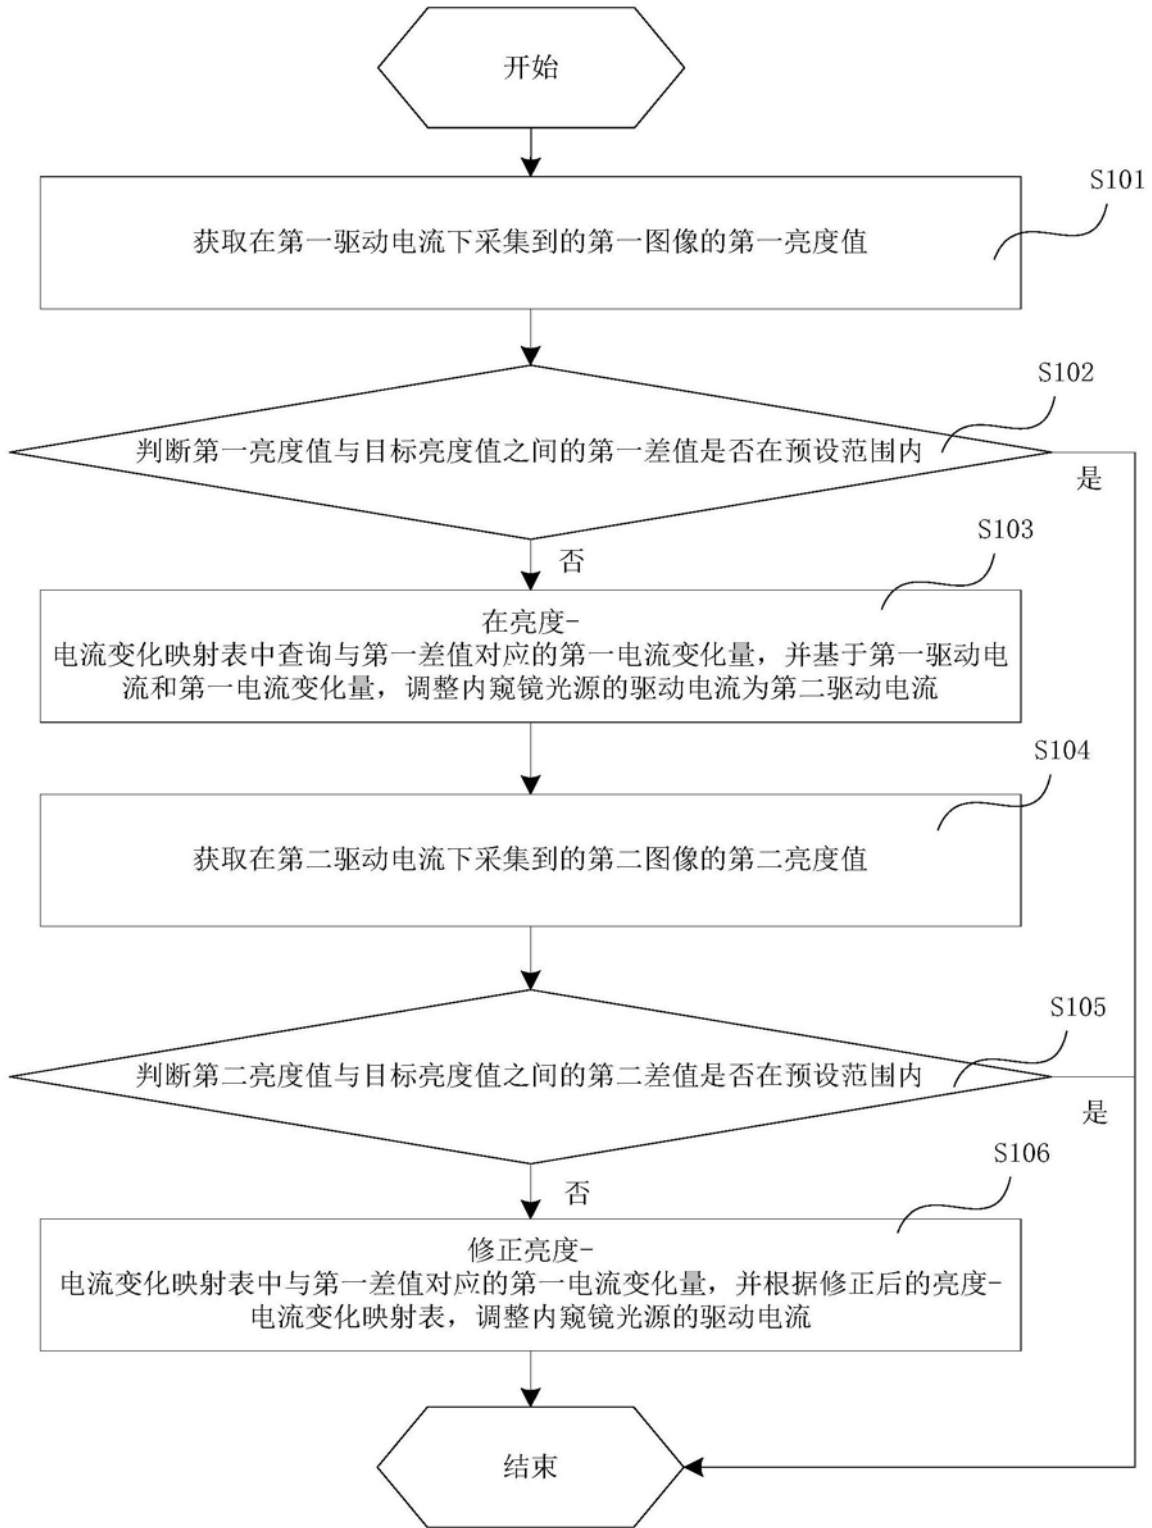 开始
S101
获取在第一驱动电流下采集到的第一图像的第一亮度值
S102
判断第一亮度值与目标亮度值之间的第一差值是否在预设范围内
是
否
S103
在亮度-
电流变化映射表中查询与第一差值对应的第一电流变化量，并基于第一驱动电
流和第一电流变化量，调整内窥镜光源的驱动电流为第二驱动电流
S104
获取在第二驱动电流下采集到的第二图像的第二亮度值
S105
判断第二亮度值与目标亮度值之间的第二差值是否在预设范围内
是
否
S106
修正亮度-
电流变化映射表中与第一差值对应的第一电流变化量，并根据修正后的亮度-
电流变化映射表，调整内窥镜光源的驱动电流
结束